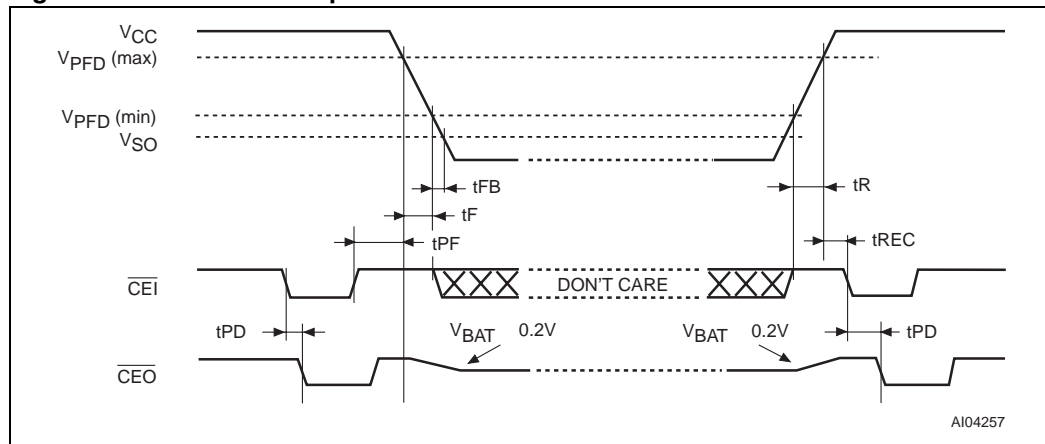 VCC
VPFD (max)
VPFD (min)
VSO
tFB
tR
tF
tPF
tREC
CEI
DON'T CARE
tPD
VBAT 0.2V
VBAT 0.2V
tPD
CEO
AI04257